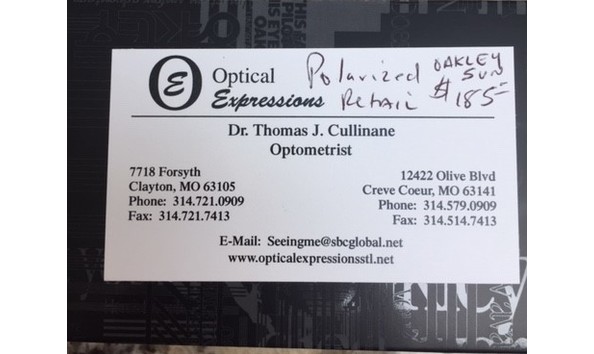 OE Optical Expressions
Polarized
Retail
OAKLEY
SUN
$185-
Dr. Thomas J. Cullinane
Optometrist
7718 Forsyth
Clayton, MO 63105
Phone: 314.721.0909
Fax: 314.721.7413
12422 Olive Blvd
Creve Coeur, MO 63141
Phone: 314.579.0909
Fax: 314.514.7413
E-Mail: Seeingme@sbcglobal.net
www.opticalexpressionsstl.net